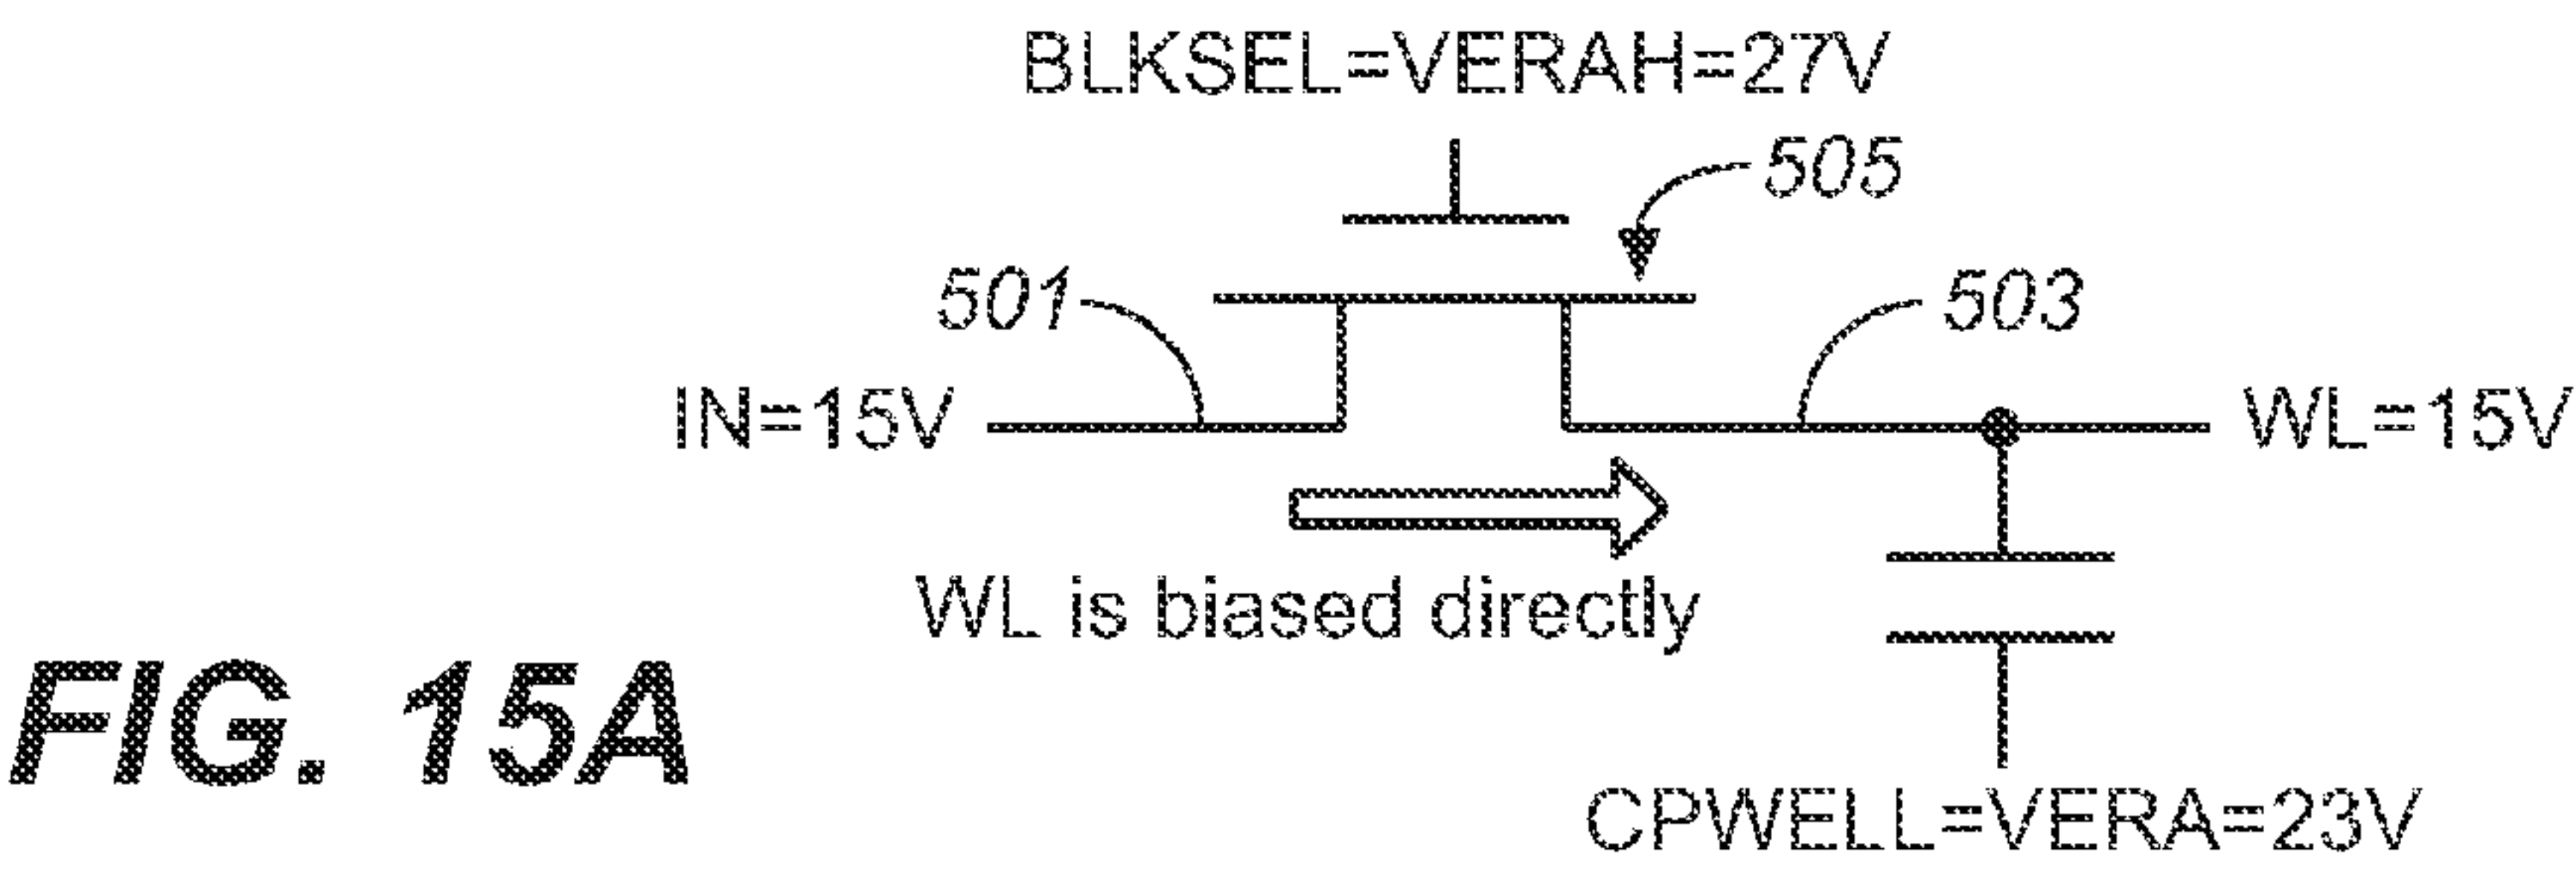 BLKSEL=VERAH=27V
505
501
503
IN=15V
WL=15V
WL is biased directly
FIG. 15A
CPWELL=VERA=23V